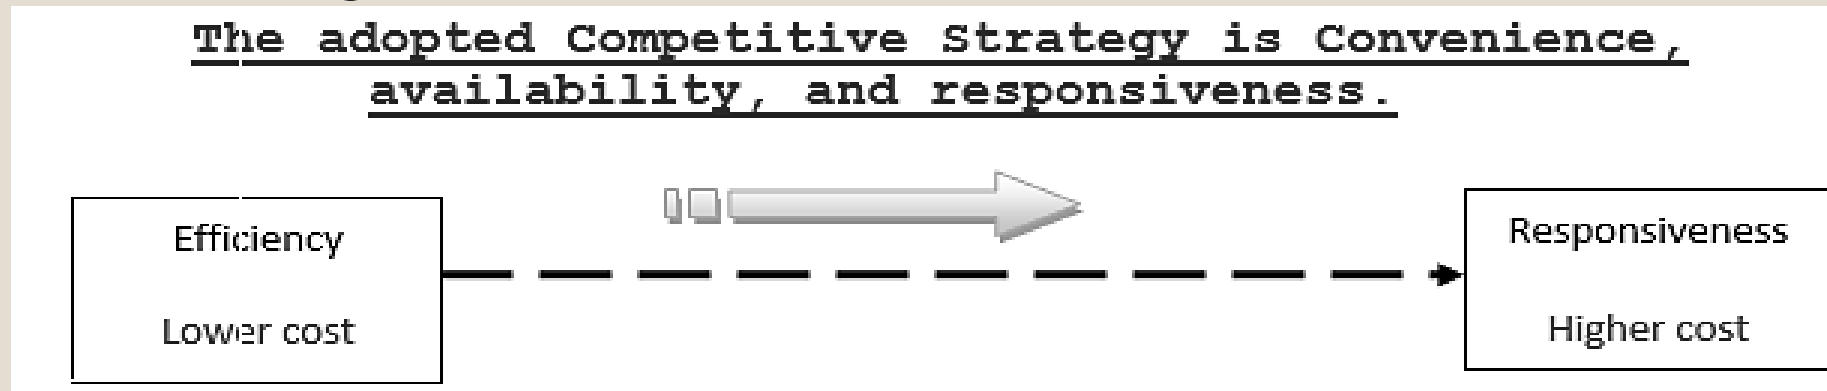 The adopted Competitive Strategy is Convenience,
availability, and responsiveness.
Efficiency
Lower cost
Responsiveness
Higher cost